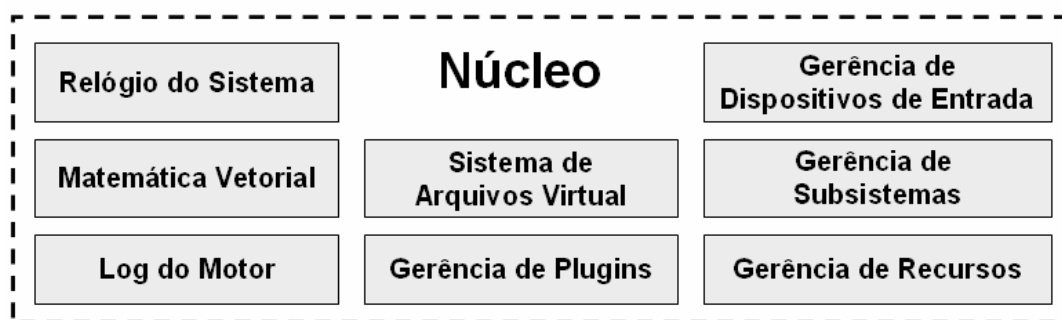 Núcleo
Relógio do Sistema
Gerência de
Dispositivos de Entrada
Matemática Vetorial
Sistema de
Arquivos Virtual
Gerência de
Subsistemas
Log do Motor
Gerência de Plugins
Gerência de Recursos